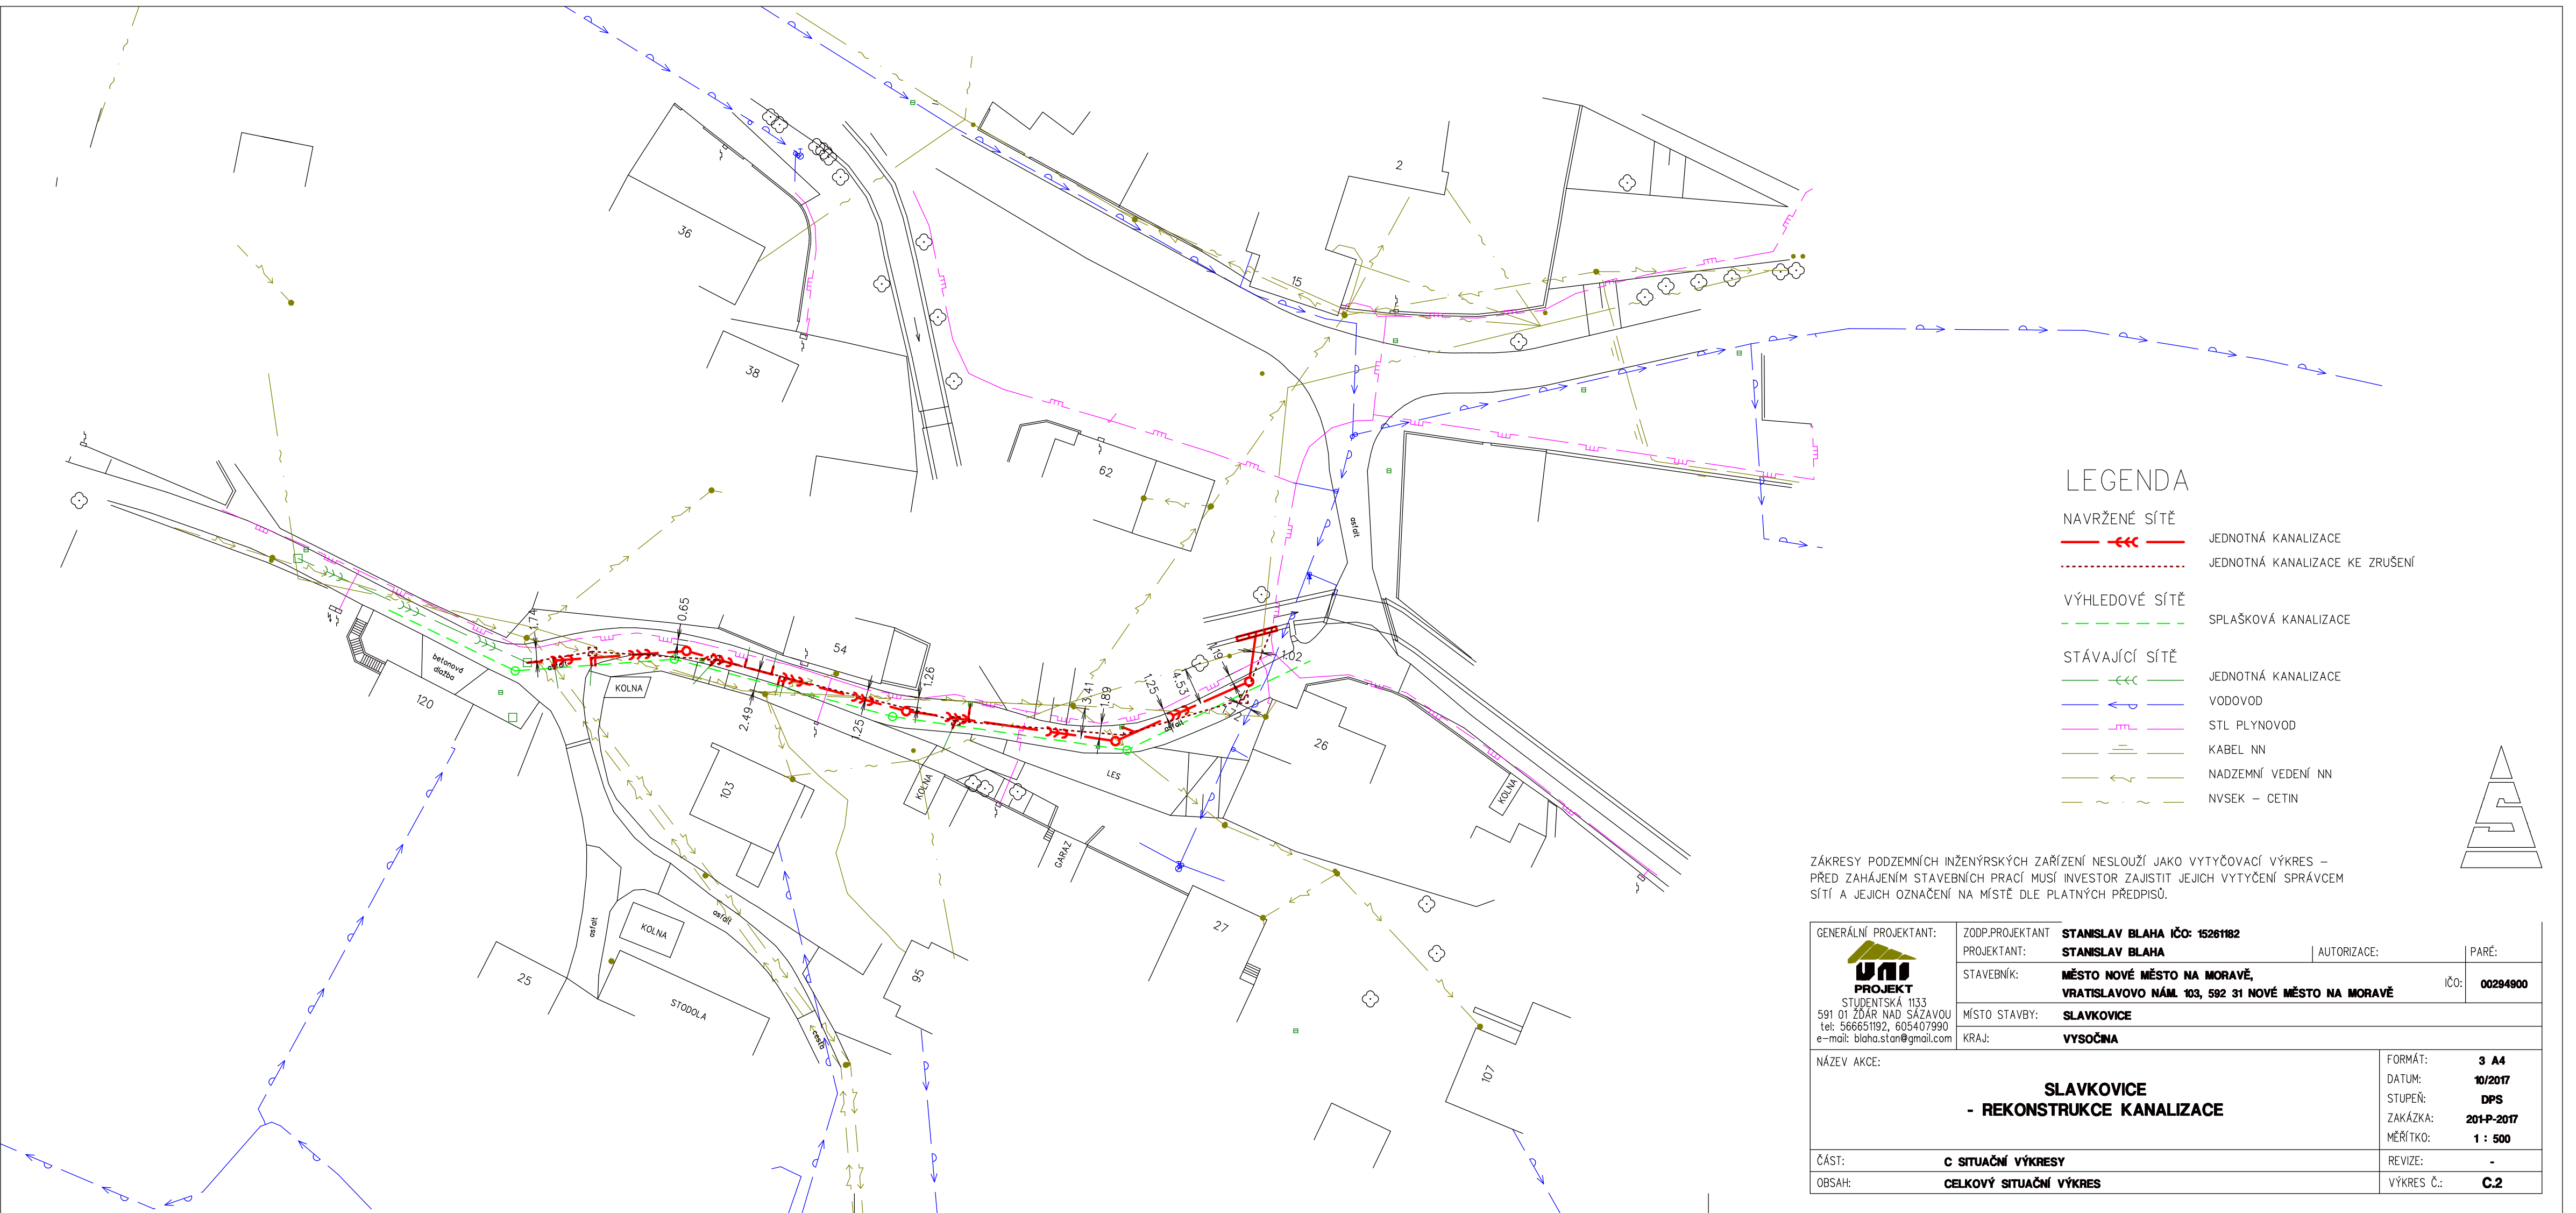 2
36
15
38
62
LEGENDA
NAVRŽENÉ SÍTĚ
JEDNOTNÁ KANALIZACE
JEDNOTNÁ KANALIZACE KE ZRUŠENÍ
VÝHLEDOVÉ SÍTĚ
SPLAŠKOVÁ KANALIZACE
STÁVAJÍCÍ SÍTĚ
JEDNOTNÁ KANALIZACE
VODOVOD
STL PLYNOVOD
KABEL NN
NADZEMNÍ VEDENÍ NN
NVSEK – CETIN
asfalt
1.74
0.65
54
asfalt
betonová
dlažba
120
KOLNA
2.49
1.25
1.26
3.41
1.89
1.25
4.53
1.19
1.02
1.72
asfalt
26
LES
KOLNA
103
KOLNA
GARAZ
27
asfalt
asfalt
KOLNA
25
STODOLA
95
cesta
107
ZÁKRESY PODZEMNÍCH INŽENÝRSKÝCH ZAŘÍZENÍ NESLOUŽÍ JAKO VYTYČOVACÍ VÝKRES –
PŘED ZAHÁJENÍM STAVEBNÍCH PRACÍ MUSÍ INVESTOR ZAJISTIT JEJICH VYTYČENÍ SPRÁVCEM
SÍTÍ A JEJICH OZNAČENÍ NA MÍSTĚ DLE PLATNÝCH PŘEDPISŮ.
GENERÁLNÍ PROJEKTANT:
UNI
PROJEKT
STUDENTSKÁ 1133
591 01 ŽĎÁR NAD SÁZAVOU
tel: 566651192, 605407990
e-mail: blaha.stan@gmail.com
ZODP.PROJEKTANT STANISLAV BLAHA IČO: 15261182
PROJEKTANT: STANISLAV BLAHA AUTORIZACE: PARÉ:
STAVEBNÍK: MĚSTO NOVÉ MĚSTO NA MORAVĚ,
VRATISLAVOVO NÁM. 103, 592 31 NOVÉ MĚSTO NA MORAVĚ
IČO: 00294900
MÍSTO STAVBY: SLAVKOVICE
KRAJ: VYSOČINA
NÁZEV AKCE:
SLAVKOVICE
- REKONSTRUKCE KANALIZACE
FORMÁT: 3 A4
DATUM: 10/2017
STUPEŇ: DPS
ZAKÁZKA: 201-P-2017
MĚŘÍTKO: 1 : 500
ČÁST: C SITUAČNÍ VÝKRESY
REVIZE: -
OBSAH: CELKOVÝ SITUAČNÍ VÝKRES
VÝKRES Č.: C.2